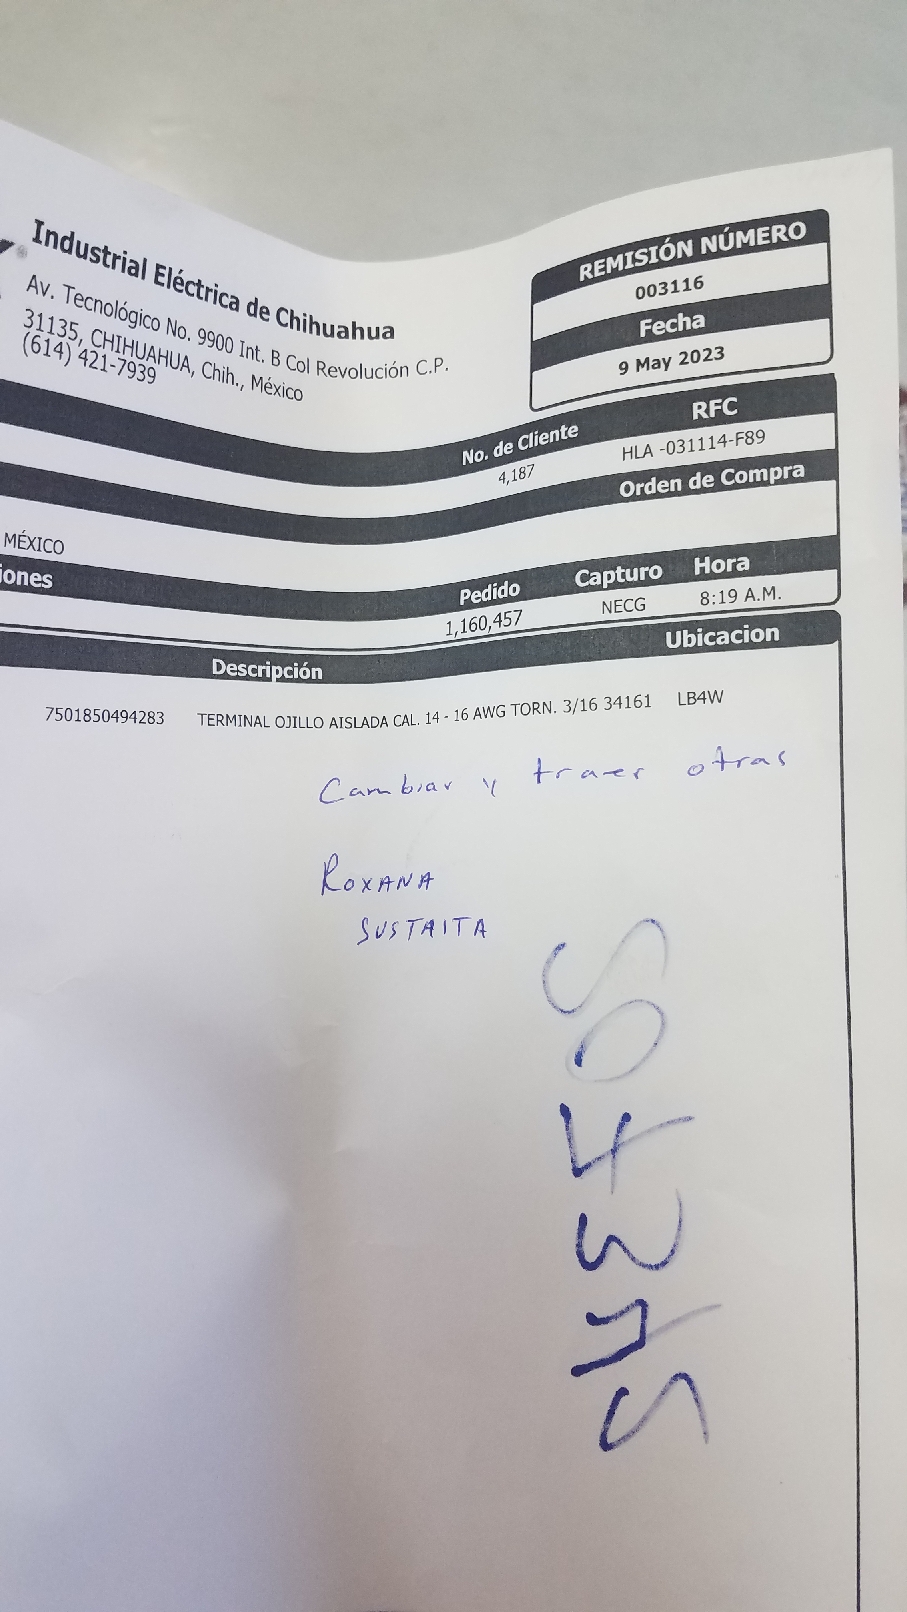 Industrial Eléctrica de Chihuahua
Av. Tecnológico No. 9900 Int. B Col Revolución C.P.
31135, CHIHUAHUA, Chih., México
(614) 421-7939
REMISIÓN NÚMERO
003116
Fecha
9 May 2023
No. de Cliente RFC
4,187 HLA -031114-F89
Orden de Compra
MÉXICO
iones Pedido Capturo Hora
1,160,457 NECG 8:19 A.M.
Descripción Ubicacion
7501850494283 TERMINAL OJILLO AISLADA CAL. 14 - 16 AWG TORN. 3/16 34161 LB4W
Cambiar y traer otras
ROXANA
SUSTAITA